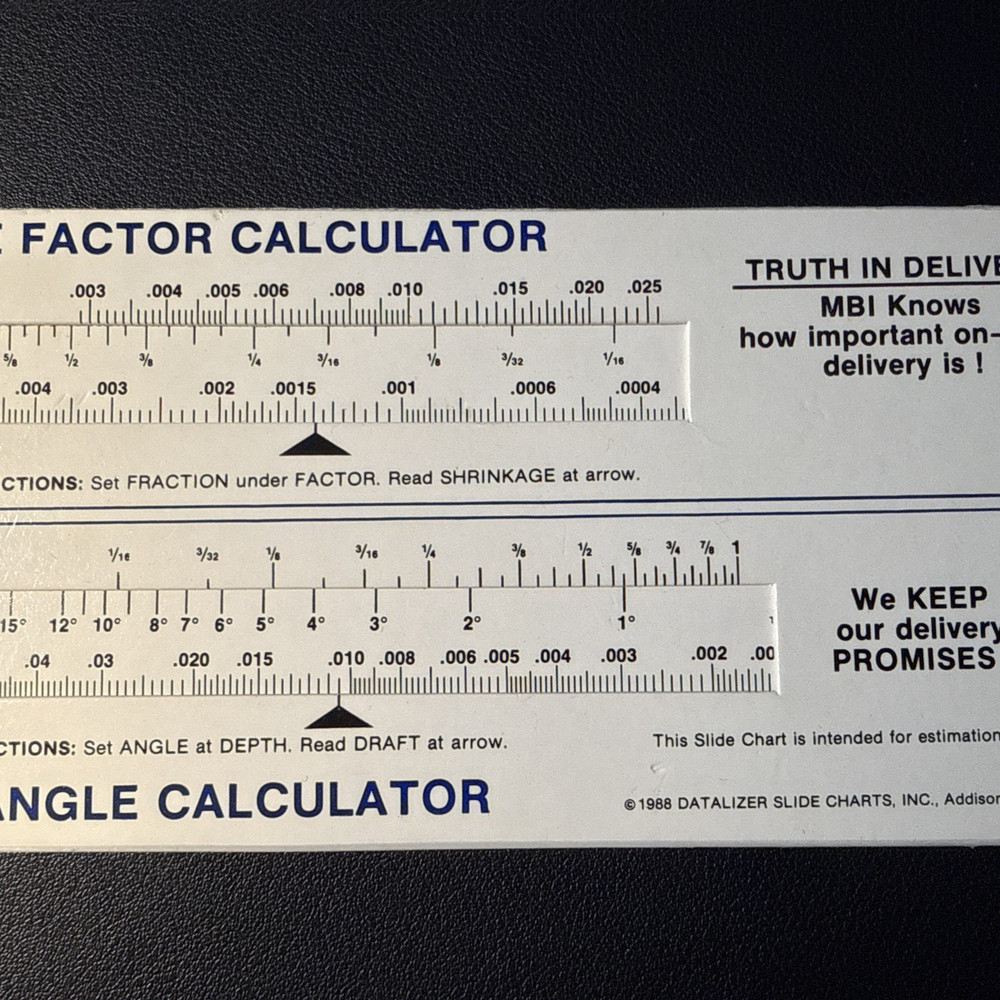 FACTOR CALCULATOR
.003 .004 .005 .006 .008 .010 .015 .020 .025
⅝ ½ ⅜ ¼ 3/16 ⅛ 3/32 1/16
.004 .003 .002 .0015 .001 .0006 .0004
CTIONS: Set FRACTION under FACTOR. Read SHRINKAGE at arrow.
TRUTH IN DELIVE
MBI Knows
how important on-
delivery is !
1/16 3/32 ⅛ 3/16 ¼ ⅜ ½ ⅝ ¾ ⅞ 1
15° 12° 10° 8° 7° 6° 5° 4° 3° 2° 1°
.04 .03 .020 .015 .010 .008 .006 .005 .004 .003 .002 .00
CTIONS: Set ANGLE at DEPTH. Read DRAFT at arrow.
We KEEP
our delivery
PROMISES
This Slide Chart is intended for estimation
ANGLE CALCULATOR
©1988 DATALIZER SLIDE CHARTS, INC., Addison